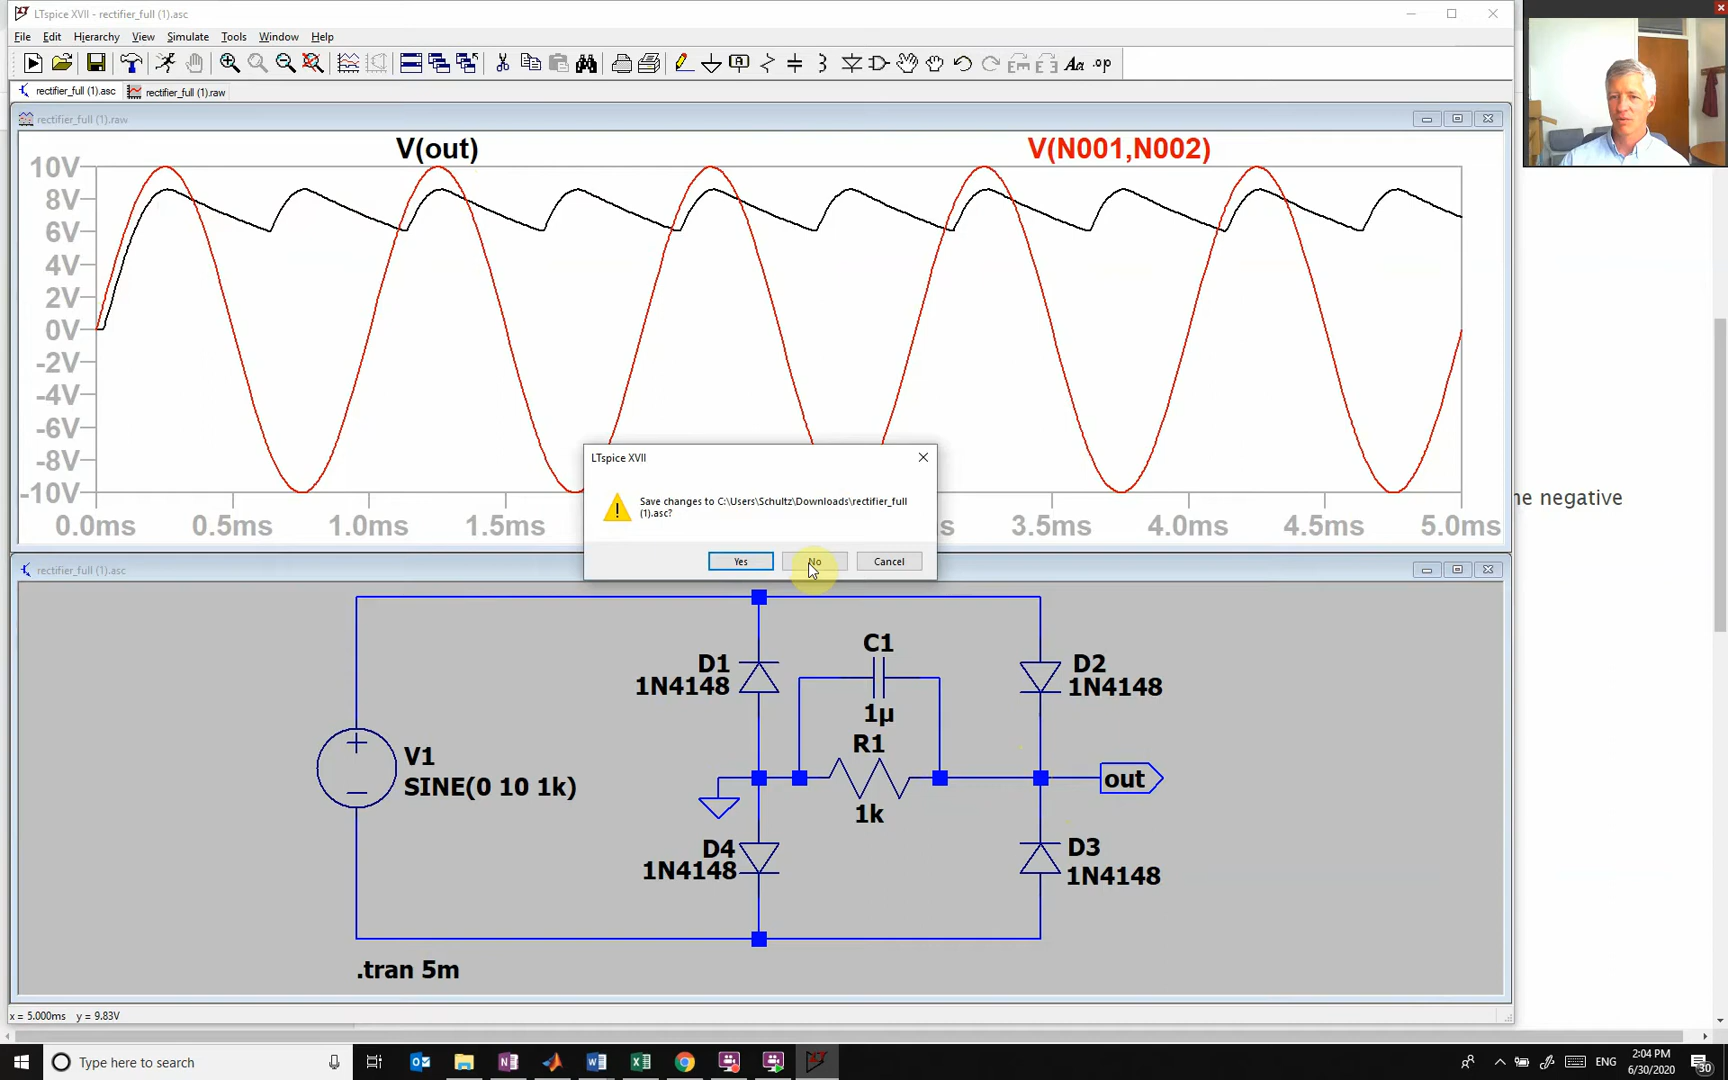 LTspice XVII - rectifier_full (1).asc
File Edit Hierarchy View Simulate Tools Window Help
rectifier_full (1).asc rectifier_full (1).raw
rectifier_full (1).raw
V(out) V(N001,N002)
10V
8V
6V
4V
2V
0V
-2V
-4V
-6V
-8V
-10V
0.0ms 0.5ms 1.0ms 1.5ms 3.5ms 4.0ms 4.5ms 5.0ms
LTspice XVII
Save changes to C:\Users\Schultz\Downloads\rectifier_full
(1).asc?
Yes No Cancel
ne negative
rectifier_full (1).asc
C1
1µ
D1
1N4148
D2
1N4148
R1
1k
V1
SINE(0 10 1k)
out
D4
1N4148
D3
1N4148
.tran 5m
x = 5.000ms y = 9.83V
Type here to search
ENG
2:04 PM
6/30/2020
30